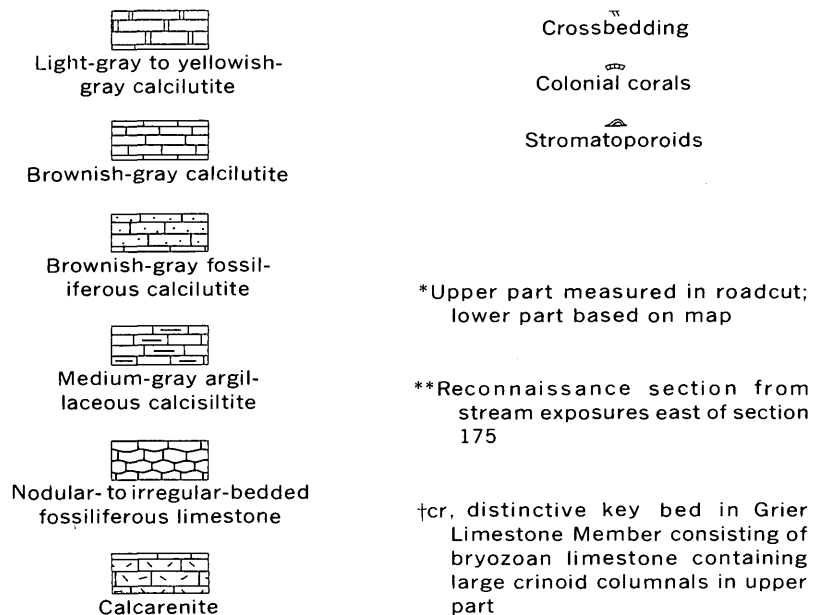 Light-gray to yellowish-
gray calcilutite
Brownish-gray calcilutite
Brownish-gray fossil-
iferous calcilutite
Medium-gray argil-
laceous calcisiltite
Nodular- to irregular-bedded
fossiliferous limestone
Calcarenite
Crossbedding
Colonial corals
Stromatoporoids
*Upper part measured in roadcut;
lower part based on map
**Reconnaissance section from
stream exposures east of section
175
†cr, distinctive key bed in Grier
Limestone Member consisting of
bryozoan limestone containing
large crinoid columnals in upper
part